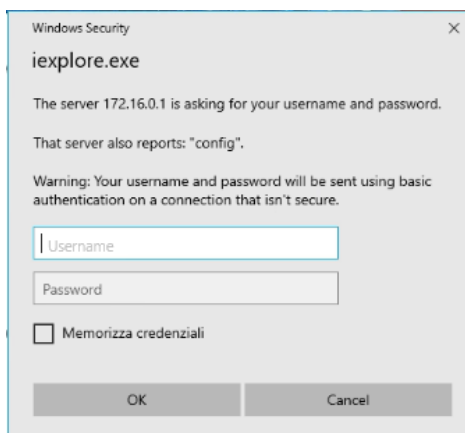 Windows Security
iexplore.exe
The server 172.16.0.1 is asking for your username and password.
That server also reports: "config".
Warning: Your username and password will be sent using basic
authentication on a connection that isn't secure.
Username
Password
Memorizza credenziali
OK
Cancel